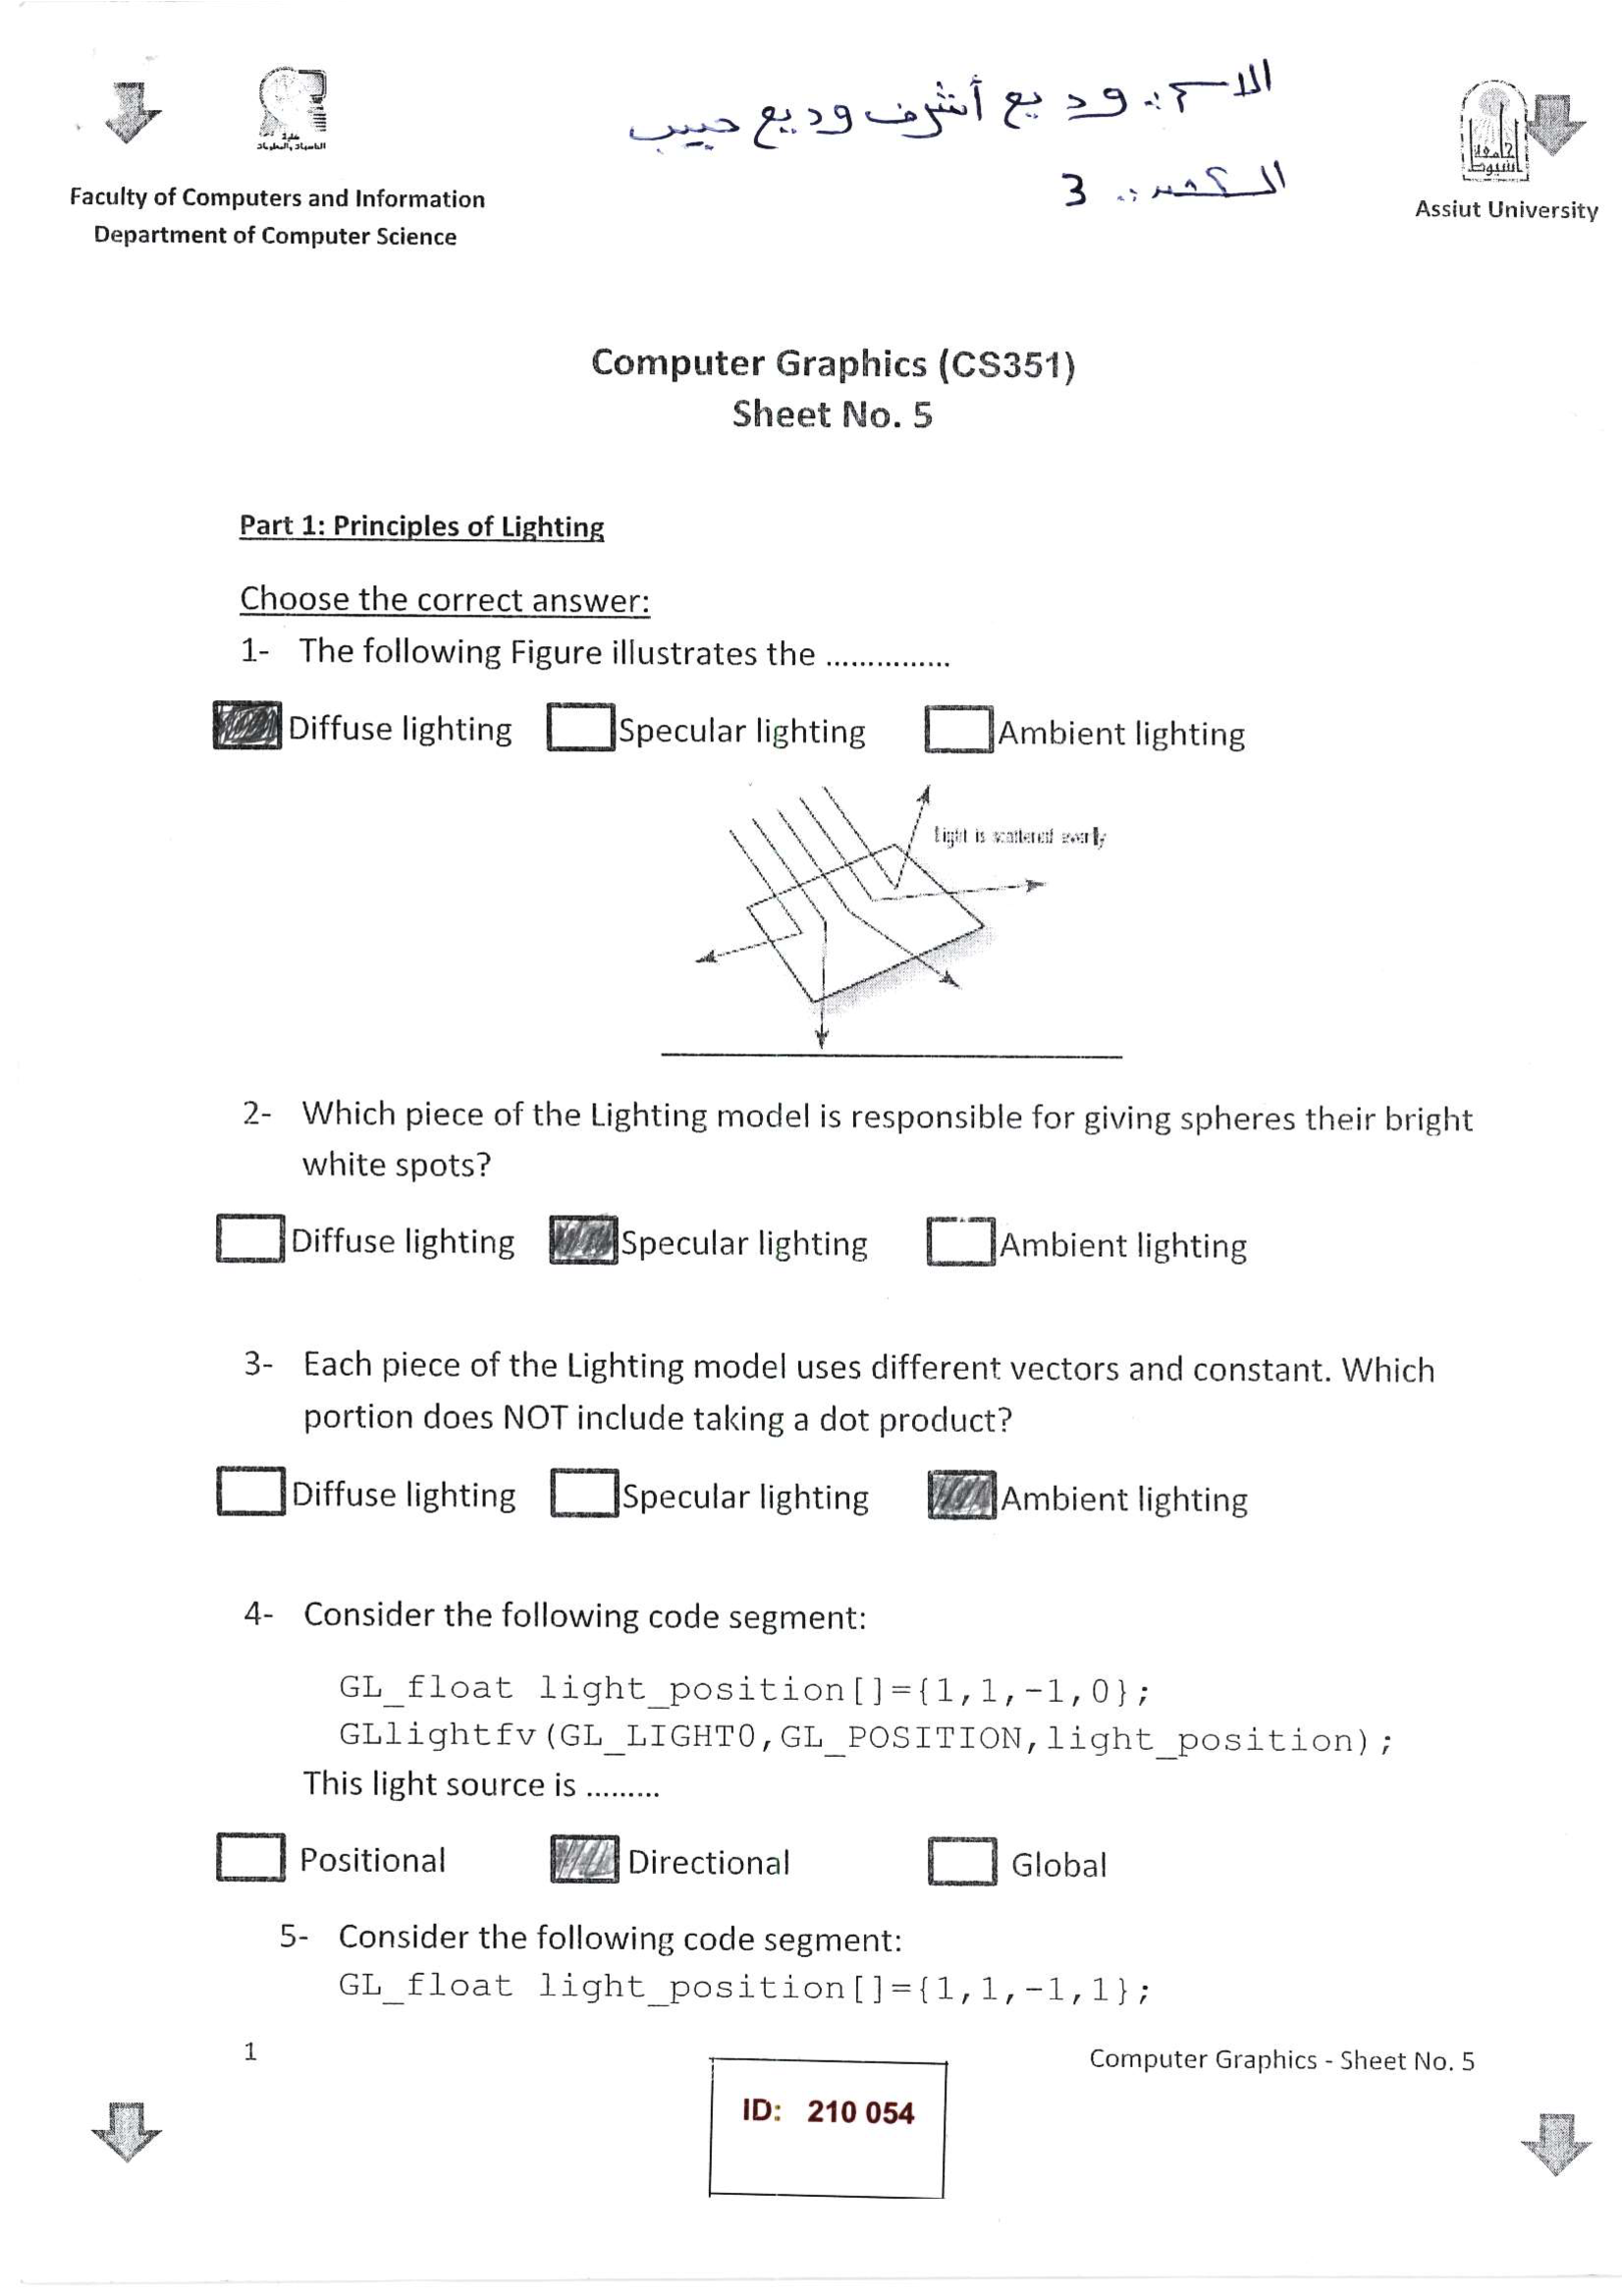 الاسم: وديع أشرف وديع حبيب
السكشن: 3
كلية
الحاسبات والمعلومات
جامعة
أسيوط
Faculty of Computers and Information
Department of Computer Science
Assiut University
Computer Graphics (CS351)
Sheet No. 5
Part 1: Principles of Lighting
Choose the correct answer:
1- The following Figure illustrates the ...............
Diffuse lighting Specular lighting Ambient lighting
Light is scattered evenly
2- Which piece of the Lighting model is responsible for giving spheres their bright
white spots?
Diffuse lighting Specular lighting Ambient lighting
3- Each piece of the Lighting model uses different vectors and constant. Which
portion does NOT include taking a dot product?
Diffuse lighting Specular lighting Ambient lighting
4- Consider the following code segment:
GL_float light_position[]={1,1,-1,0};
GLlightfv(GL_LIGHT0,GL_POSITION,light_position);
This light source is .........
Positional Directional Global
5- Consider the following code segment:
GL_float light_position[]={1,1,-1,1};
1
Computer Graphics - Sheet No. 5
ID: 210 054